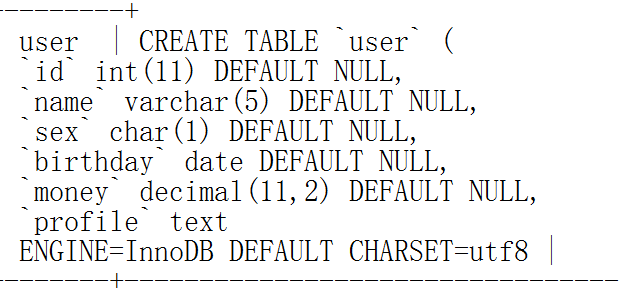 ---------+
user | CREATE TABLE `user` (
`id` int(11) DEFAULT NULL,
`name` varchar(5) DEFAULT NULL,
`sex` char(1) DEFAULT NULL,
`birthday` date DEFAULT NULL,
`money` decimal(11,2) DEFAULT NULL,
`profile` text
ENGINE=InnoDB DEFAULT CHARSET=utf8 |
--------+----------------------------------